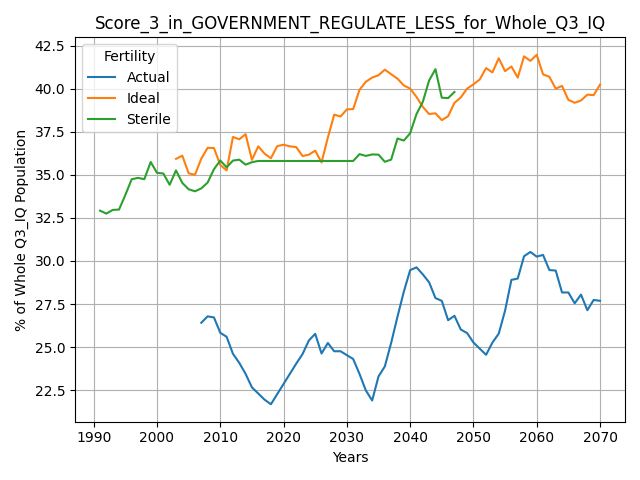 Score_3_in_GOVERNMENT_REGULATE_LESS_for_Whole_Q3_IQ
Fertility
Actual
Ideal
Sterile
% of Whole Q3_IQ Population
42.5
40.0
37.5
35.0
32.5
30.0
27.5
25.0
22.5
1990 2000 2010 2020 2030 2040 2050 2060 2070
Years